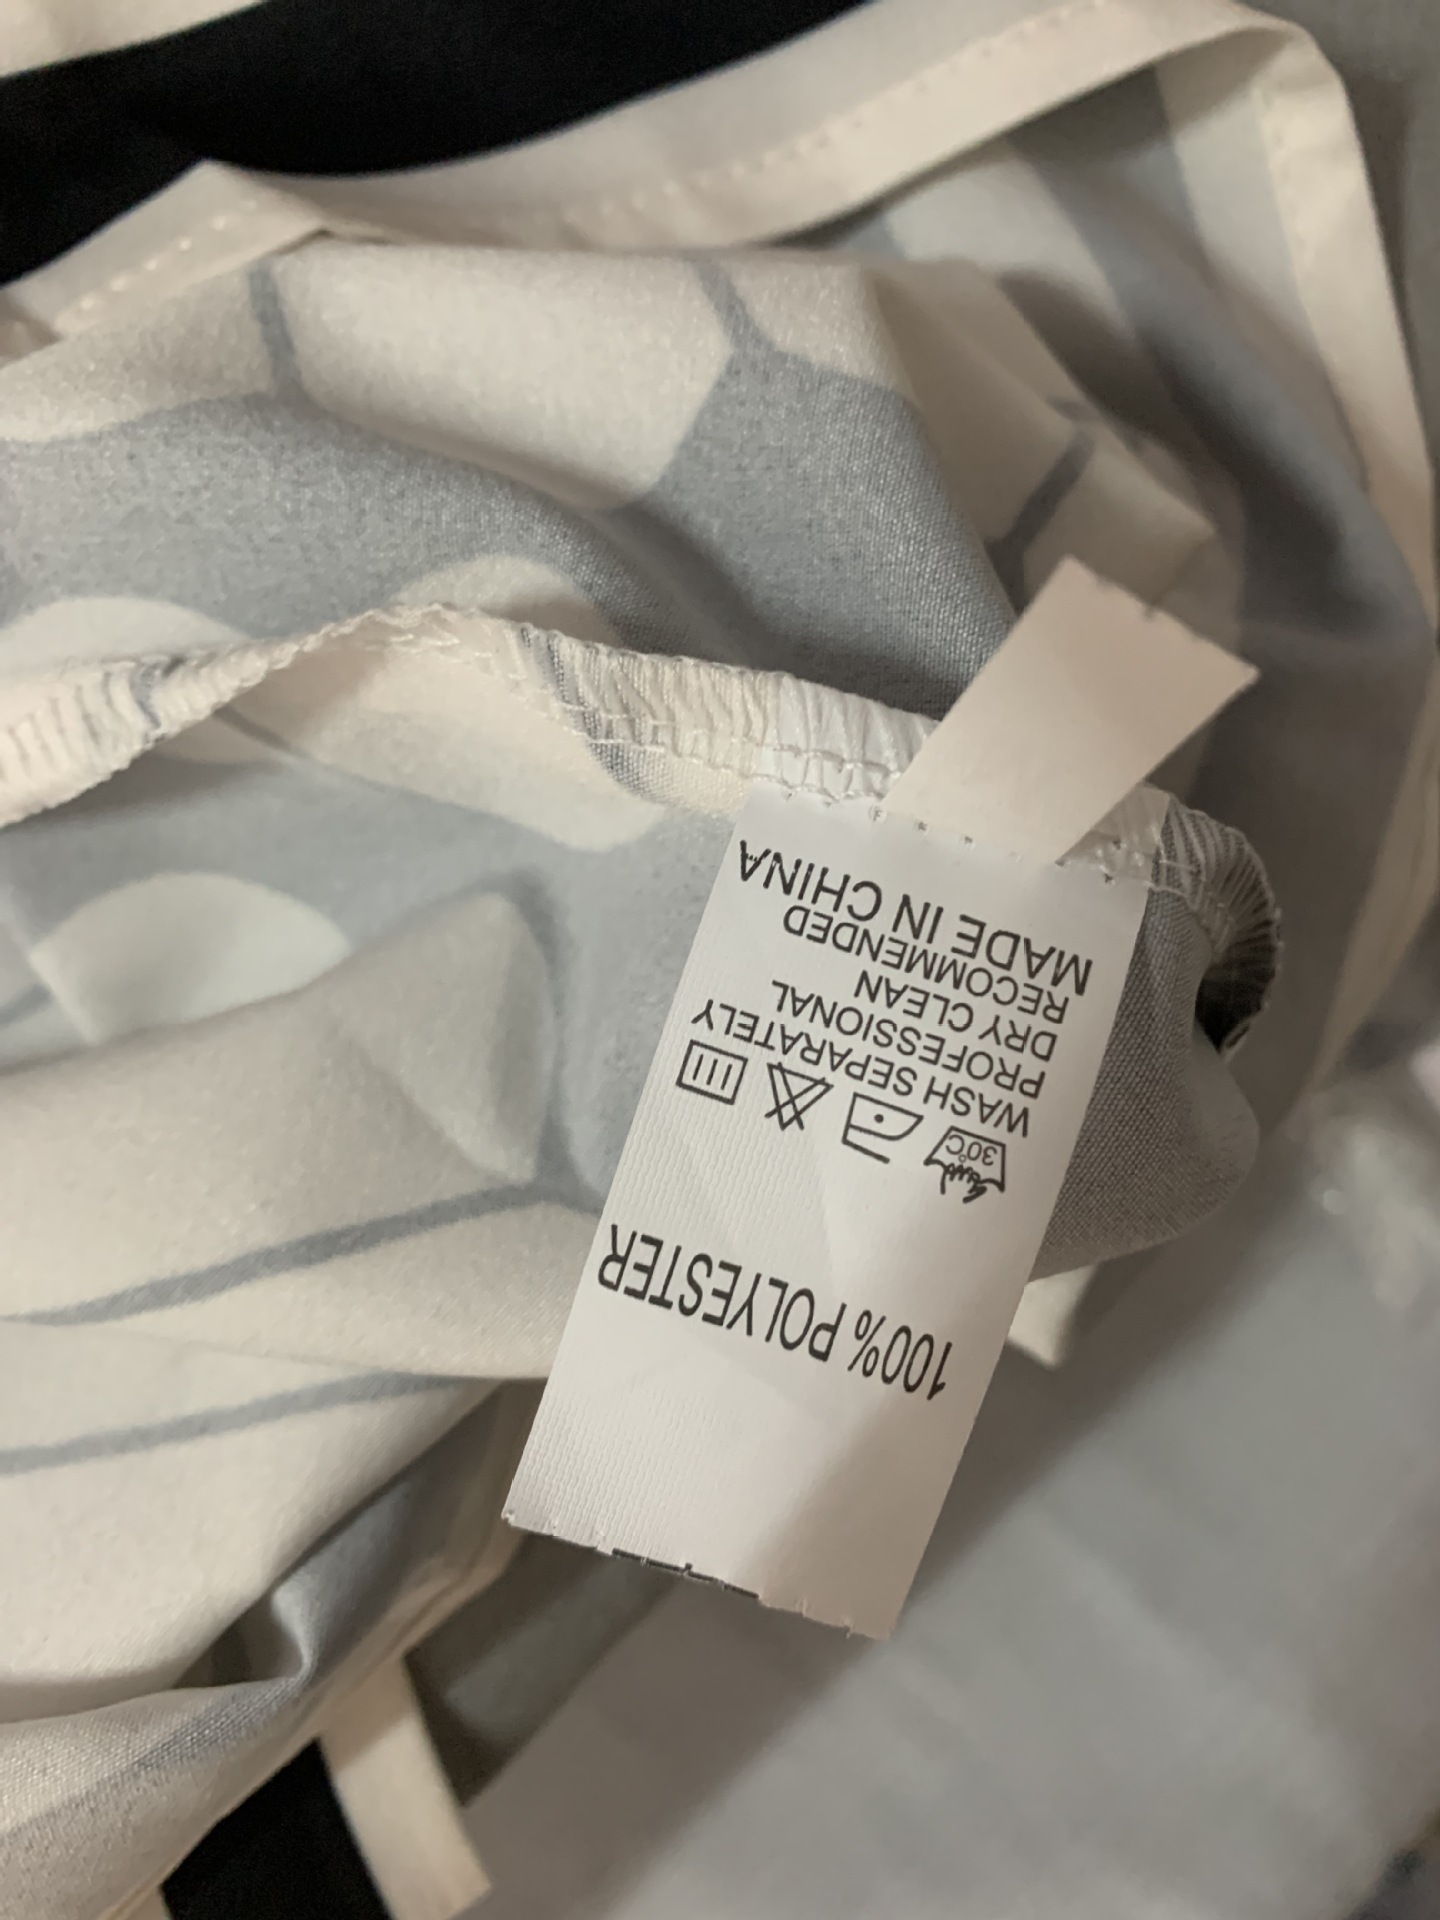 100% POLYESTER
30°C
WASH SEPARATELY
PROFESSIONAL
DRY CLEAN
RECOMMENDED
MADE IN CHINA